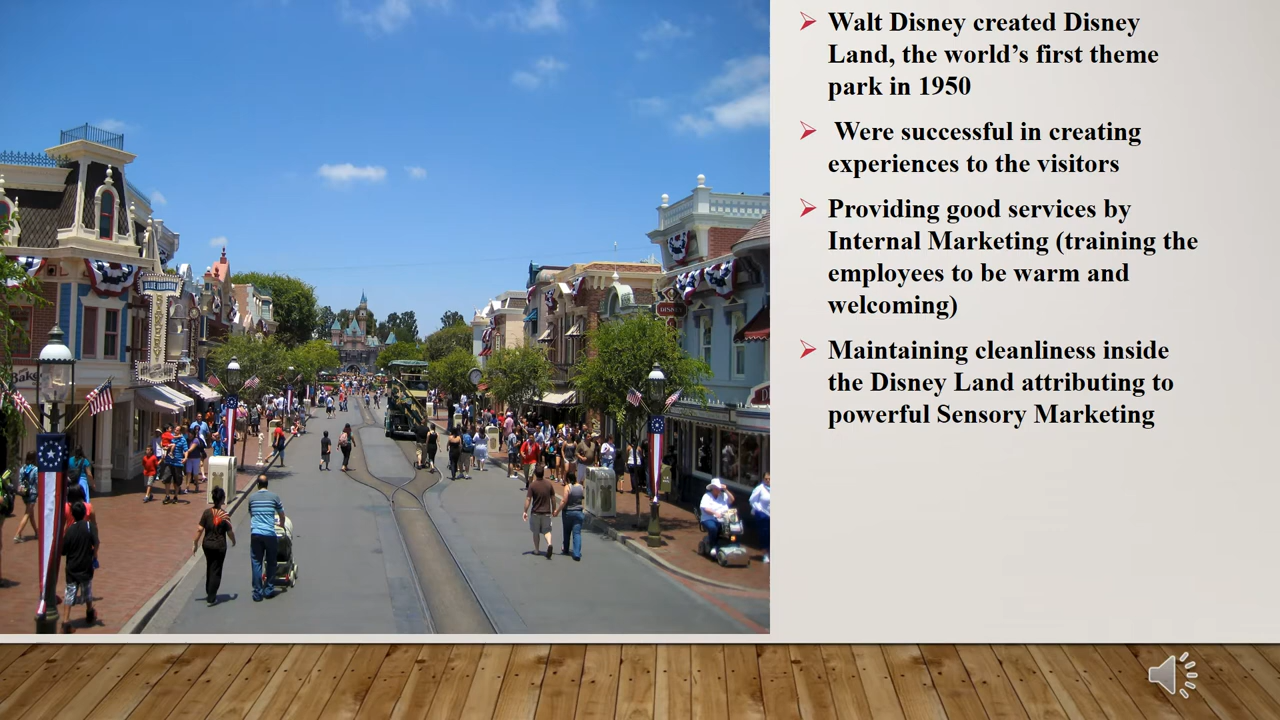 Walt Disney created Disney
Land, the world’s first theme
park in 1950
Were successful in creating
experiences to the visitors
Providing good services by
Internal Marketing (training the
employees to be warm and
welcoming)
Maintaining cleanliness inside
the Disney Land attributing to
powerful Sensory Marketing
DISNEY